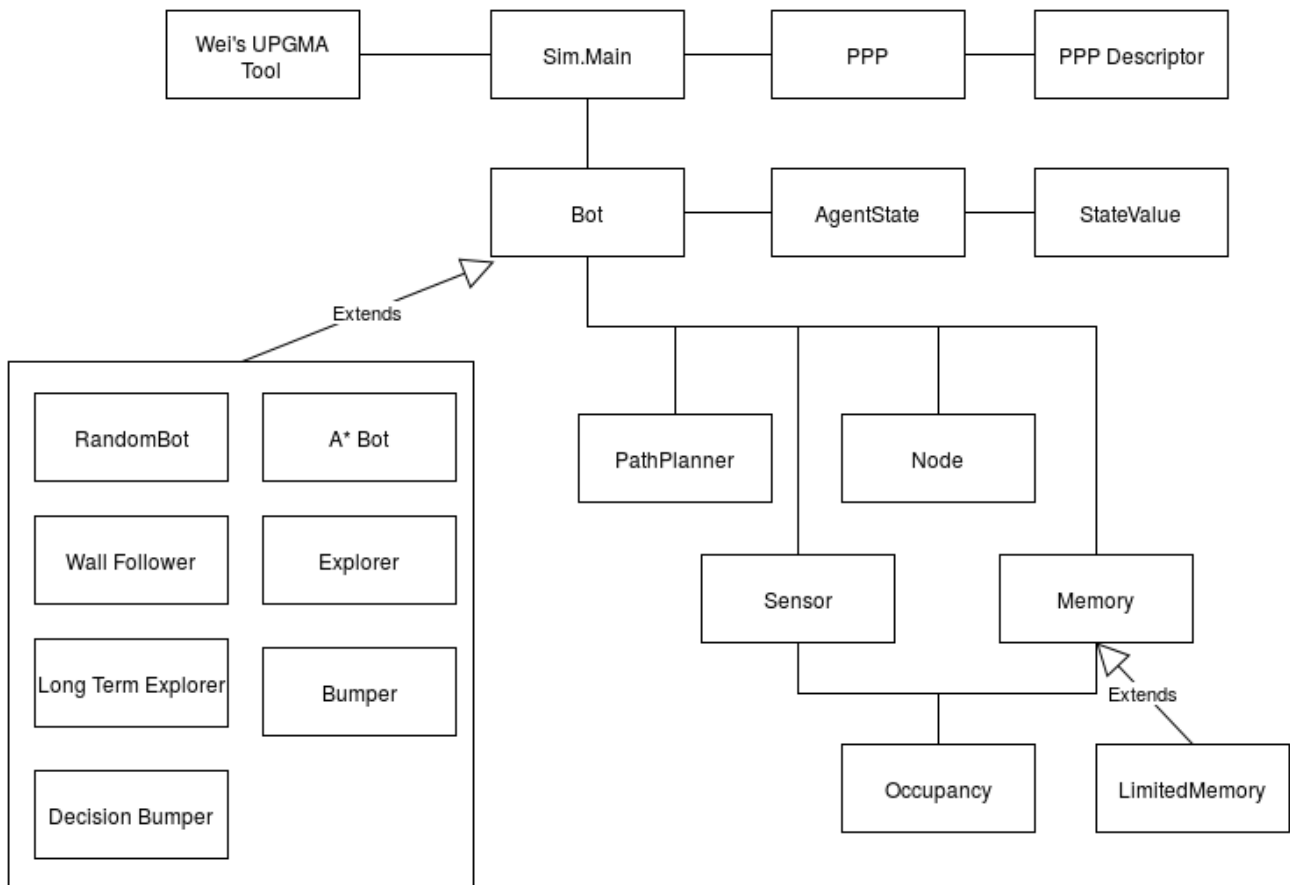 Wei's UPGMA
Tool
Sim.Main
PPP
PPP Descriptor
Bot
AgentState
StateValue
Extends
RandomBot
A* Bot
PathPlanner
Node
Wall Follower
Explorer
Sensor
Memory
Long Term Explorer
Bumper
Extends
Decision Bumper
Occupancy
LimitedMemory